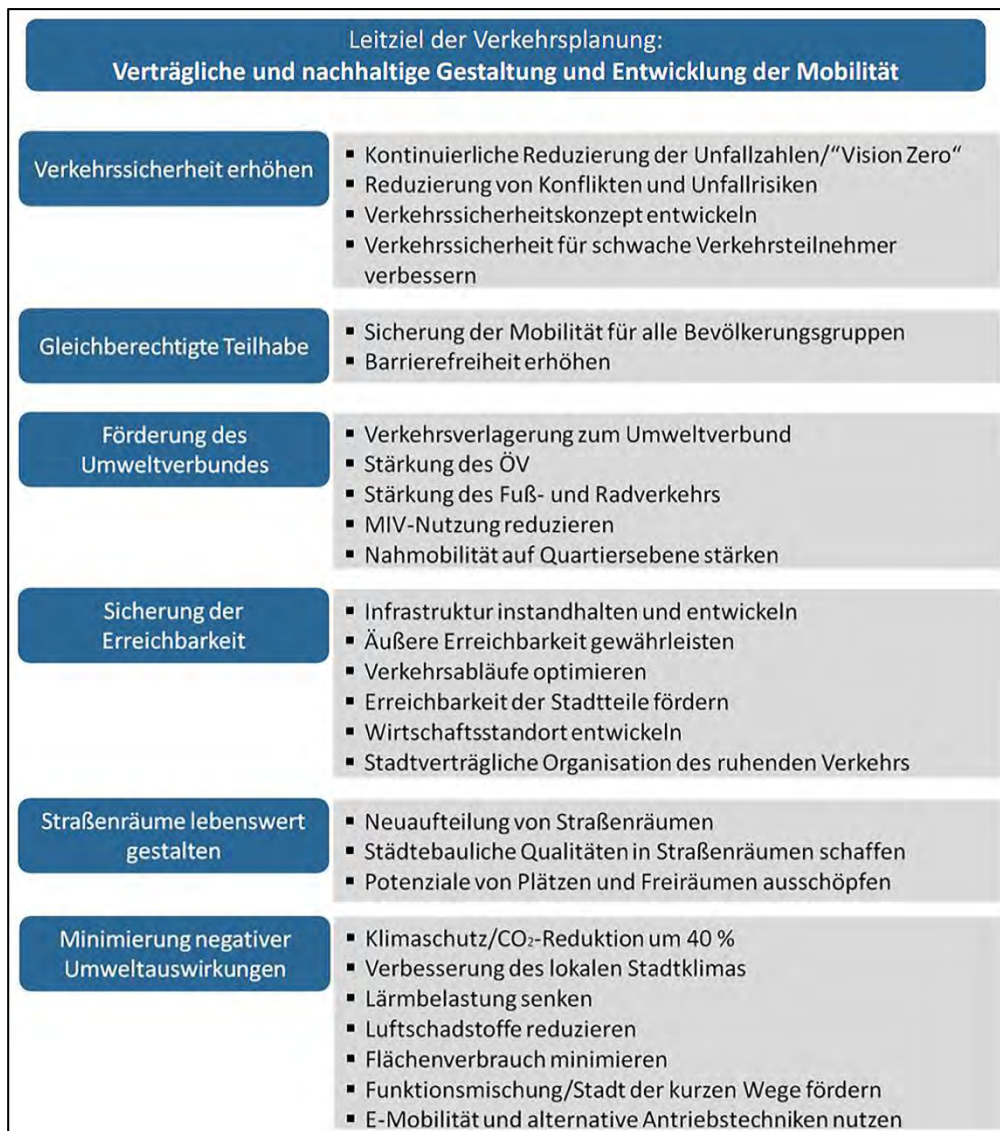 Leitziel der Verkehrsplanung:
Verträgliche und nachhaltige Gestaltung und Entwicklung der Mobilität
Verkehrssicherheit erhöhen
▪ Kontinuierliche Reduzierung der Unfallzahlen/“Vision Zero“
▪ Reduzierung von Konflikten und Unfallrisiken
▪ Verkehrssicherheitskonzept entwickeln
▪ Verkehrssicherheit für schwache Verkehrsteilnehmer
verbessern
Gleichberechtigte Teilhabe
▪ Sicherung der Mobilität für alle Bevölkerungsgruppen
▪ Barrierefreiheit erhöhen
Förderung des
Umweltverbundes
▪ Verkehrsverlagerung zum Umweltverbund
▪ Stärkung des ÖV
▪ Stärkung des Fuß- und Radverkehrs
▪ MIV-Nutzung reduzieren
▪ Nahmobilität auf Quartiersebene stärken
Sicherung der
Erreichbarkeit
▪ Infrastruktur instandhalten und entwickeln
▪ Äußere Erreichbarkeit gewährleisten
▪ Verkehrsabläufe optimieren
▪ Erreichbarkeit der Stadtteile fördern
▪ Wirtschaftsstandort entwickeln
▪ Stadtverträgliche Organisation des ruhenden Verkehrs
Straßenräume lebenswert
gestalten
▪ Neuaufteilung von Straßenräumen
▪ Städtebauliche Qualitäten in Straßenräumen schaffen
▪ Potenziale von Plätzen und Freiräumen ausschöpfen
Minimierung negativer
Umweltauswirkungen
▪ Klimaschutz/CO₂-Reduktion um 40 %
▪ Verbesserung des lokalen Stadtklimas
▪ Lärmbelastung senken
▪ Luftschadstoffe reduzieren
▪ Flächenverbrauch minimieren
▪ Funktionsmischung/Stadt der kurzen Wege fördern
▪ E-Mobilität und alternative Antriebstechniken nutzen